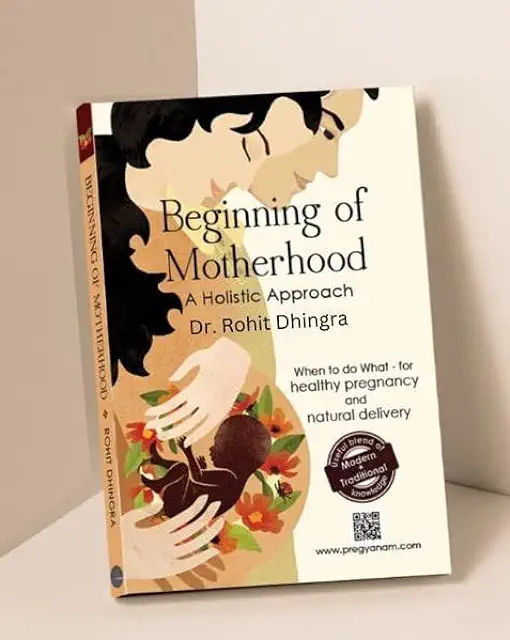 Beginning of
Motherhood
A Holistic Approach
Dr. Rohit Dhingra
When to do What - for
healthy pregnancy
and
natural delivery
Useful blend of
Modern
+
Traditional
knowledge
www.pregyanam.com
BEGINNING OF MOTHERHOOD
ROHIT DHINGRA